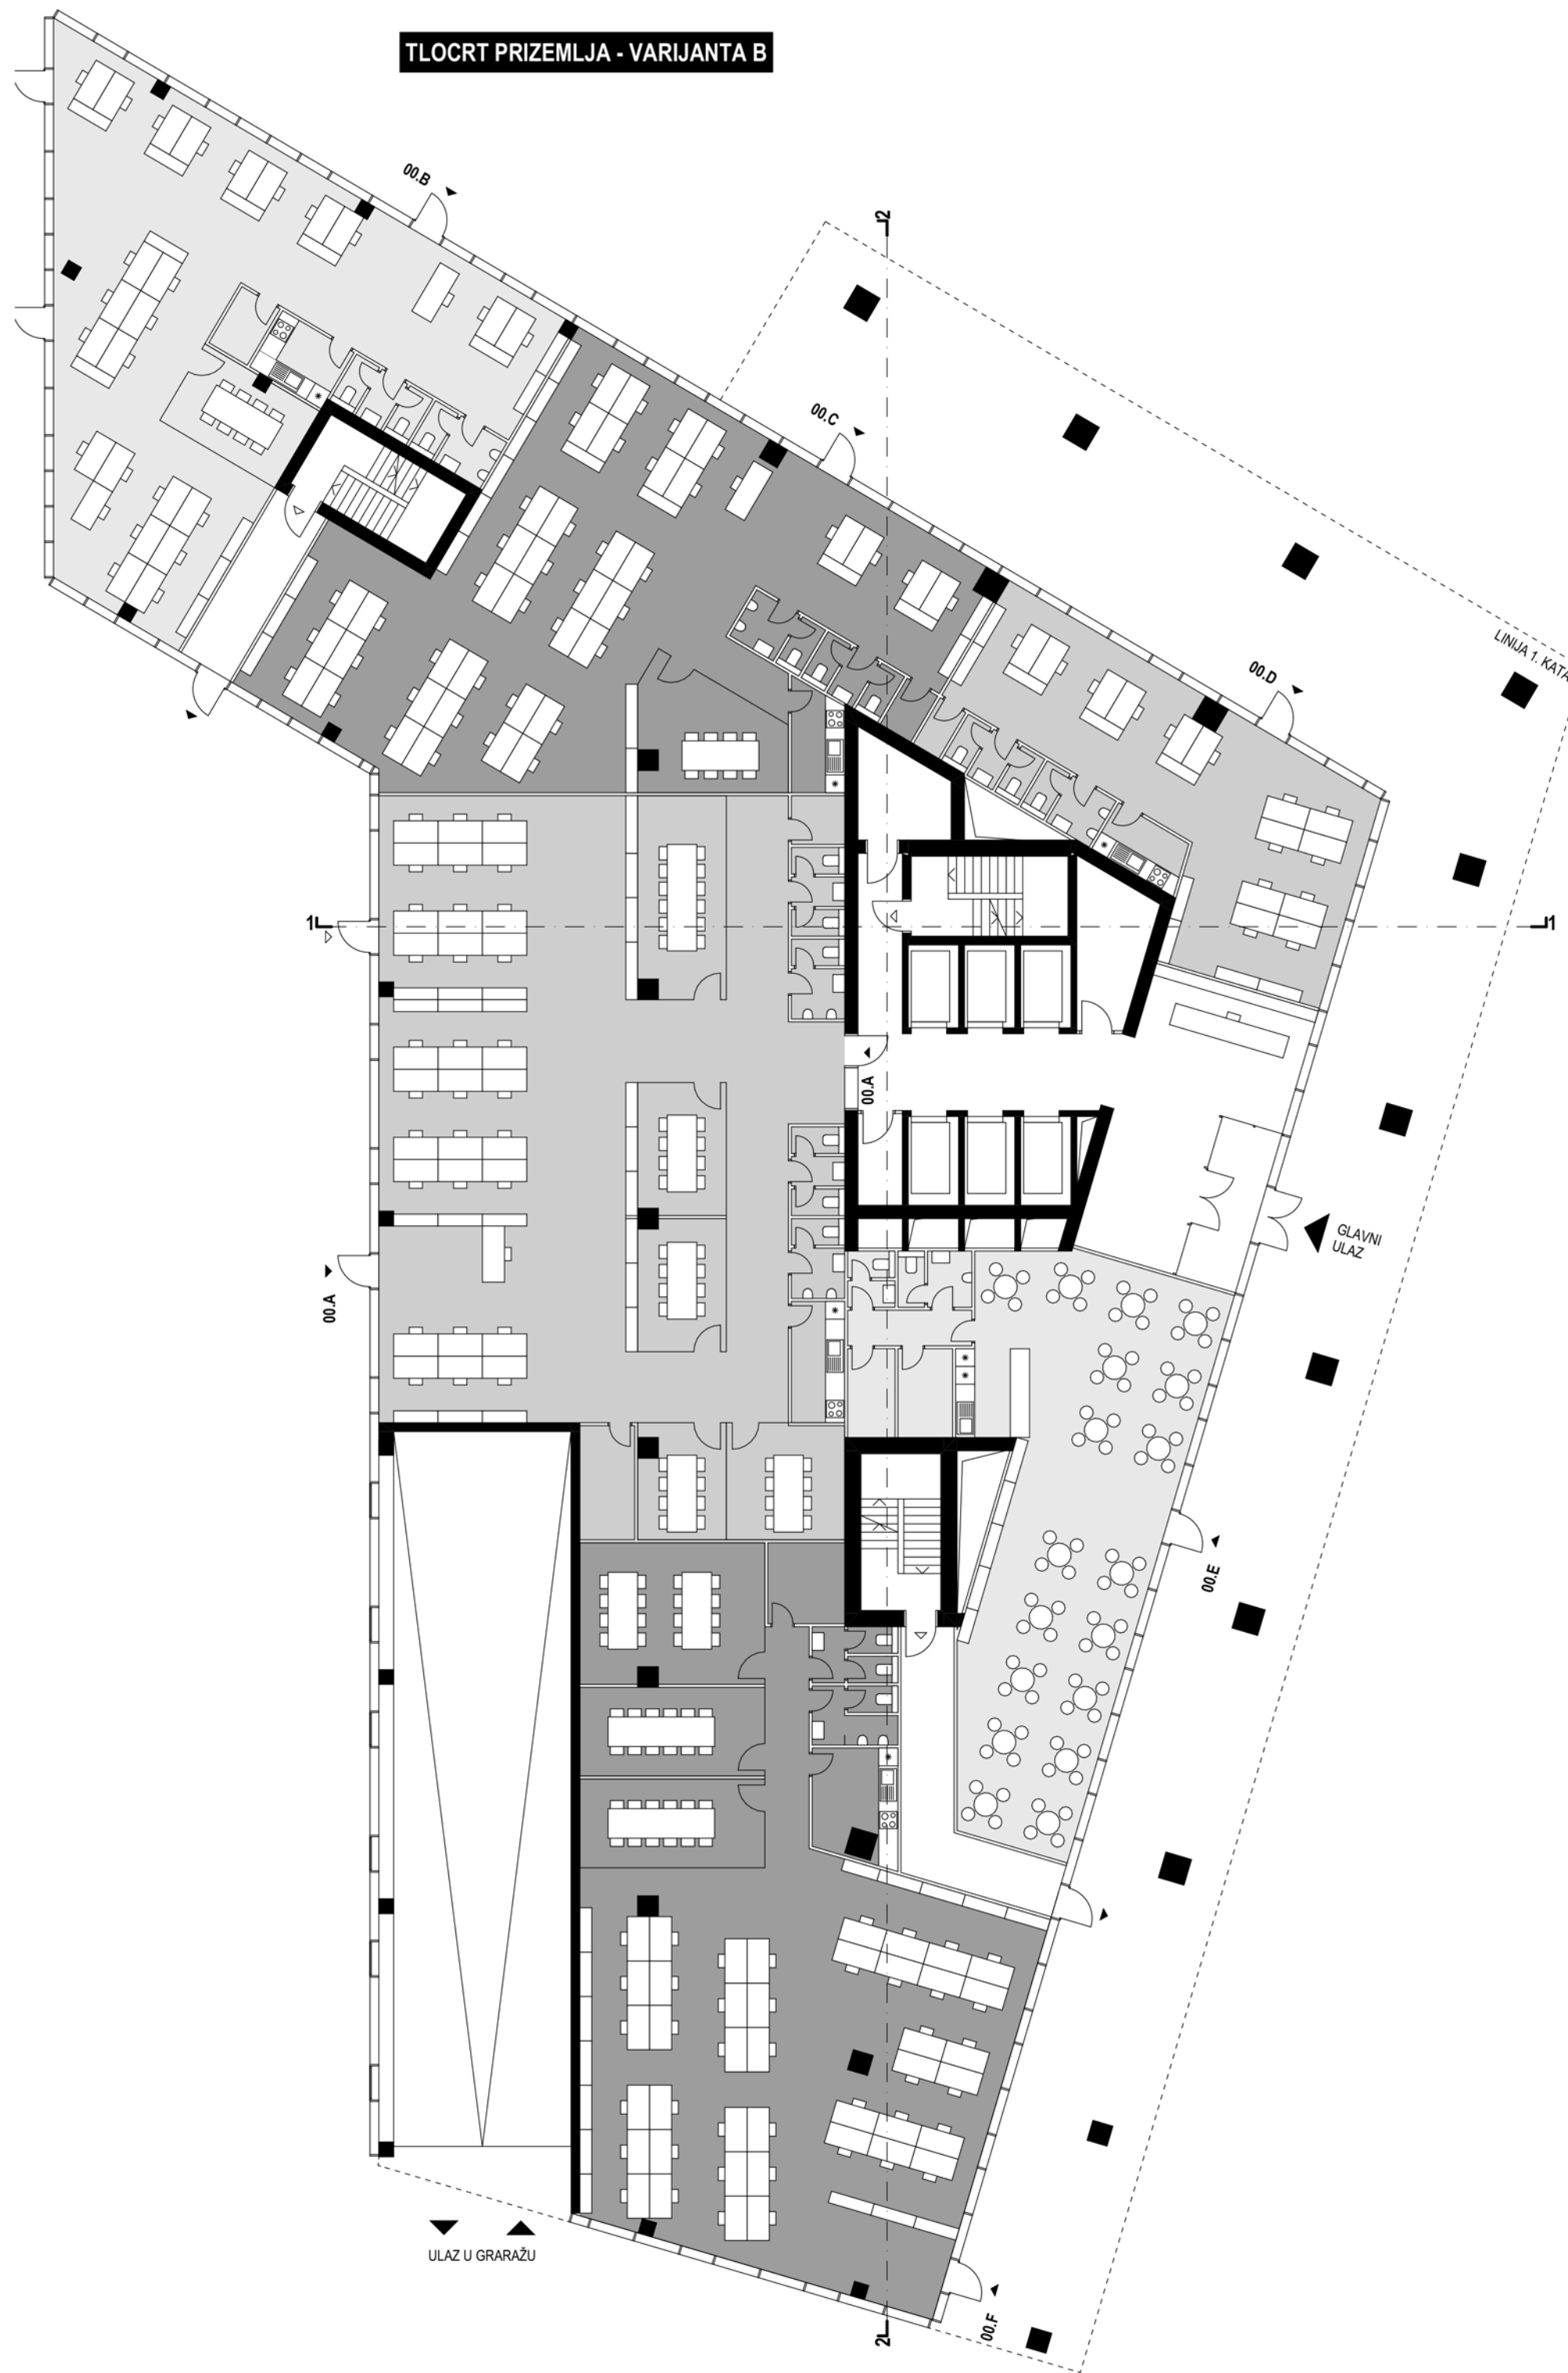 TLOCRT PRIZEMLJA - VARIJANTA B
00.B
2
00.C
LINIJA 1. KATA
00.D
1
1
00.A
GLAVNI
ULAZ
00.A
00.E
ULAZ U GRARAŽU
00.F
2